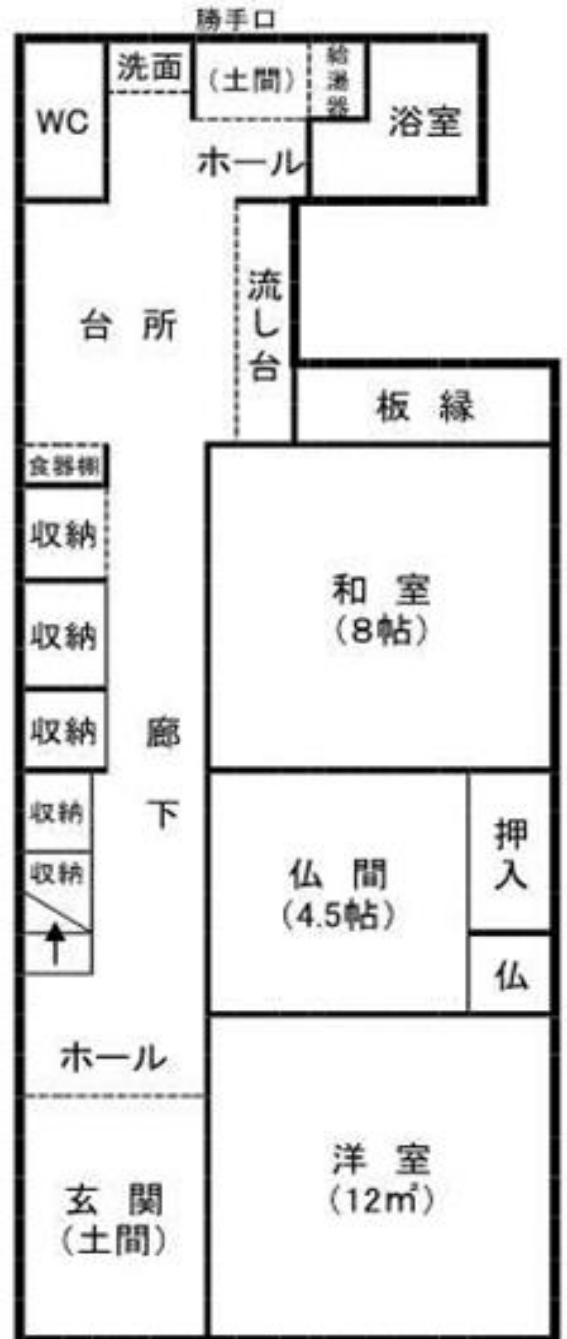 勝手口
WC
洗面
(土間)
給湯器
浴室
ホール
台所
流し台
板縁
食器棚
収納
和室
(8帖)
収納
収納
廊下
収納
収納
仏間
(4.5帖)
押入
仏
ホール
玄関
(土間)
洋室
(12㎡)